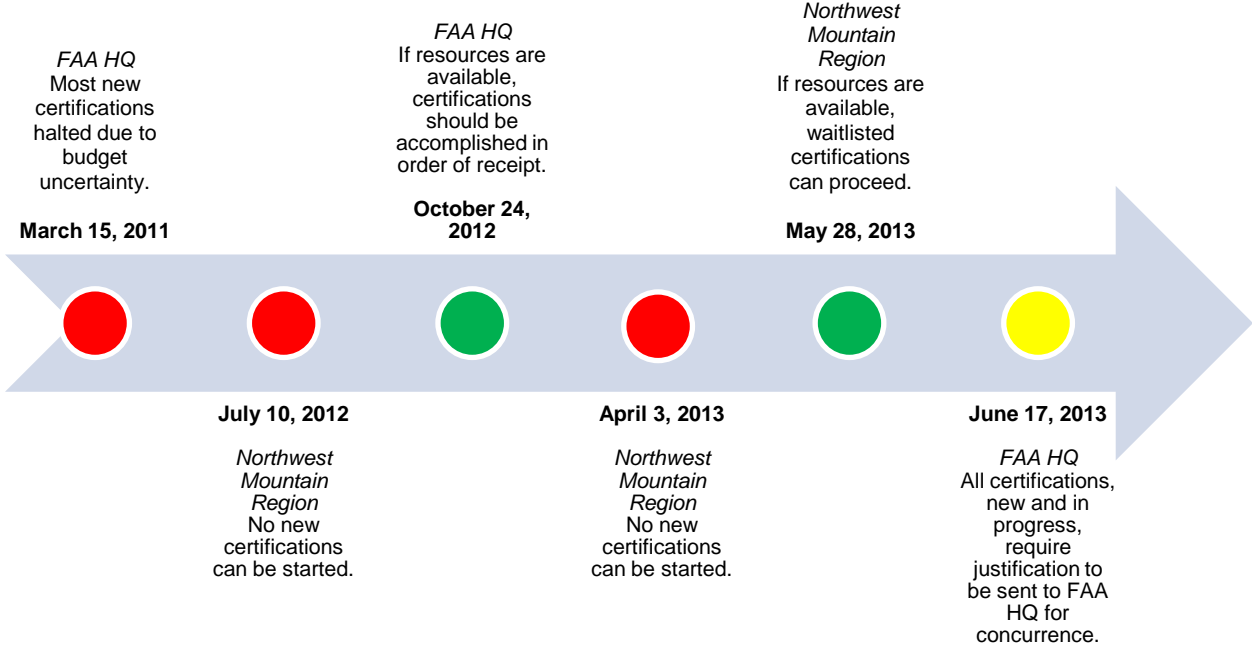 FAA HQ
Most new
certifications
halted due to
budget
uncertainty.
March 15, 2011
July 10, 2012
Northwest
Mountain
Region
No new
certifications
can be started.
FAA HQ
If resources are
available,
certifications
should be
accomplished in
order of receipt.
October 24,
2012
April 3, 2013
Northwest
Mountain
Region
No new
certifications
can be started.
Northwest
Mountain
Region
If resources are
available,
waitlisted
certifications
can proceed.
May 28, 2013
June 17, 2013
FAA HQ
All certifications,
new and in
progress,
require
justification to
be sent to FAA
HQ for
concurrence.